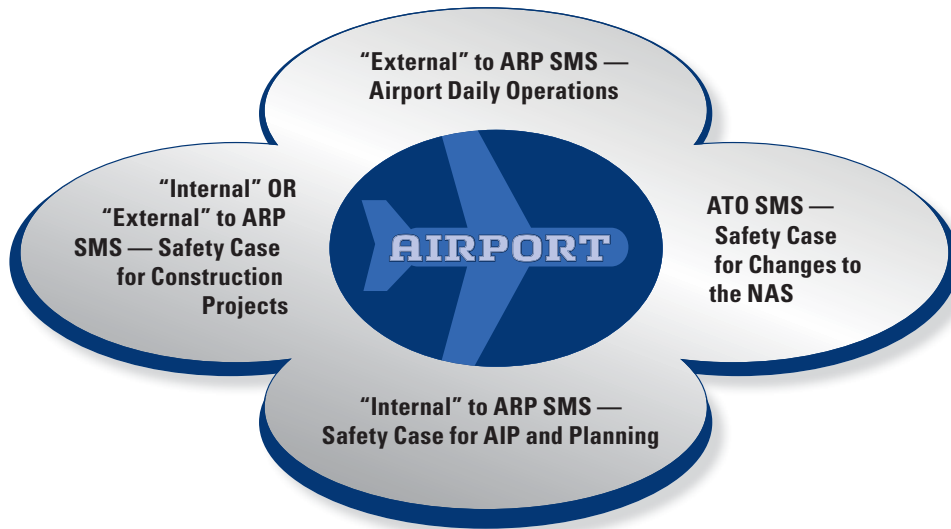 “External” to ARP SMS —
Airport Daily Operations
“Internal” OR
“External” to ARP
SMS — Safety Case
for Construction
Projects
AIRPORT
ATO SMS —
Safety Case
for Changes to
the NAS
“Internal” to ARP SMS —
Safety Case for AIP and Planning